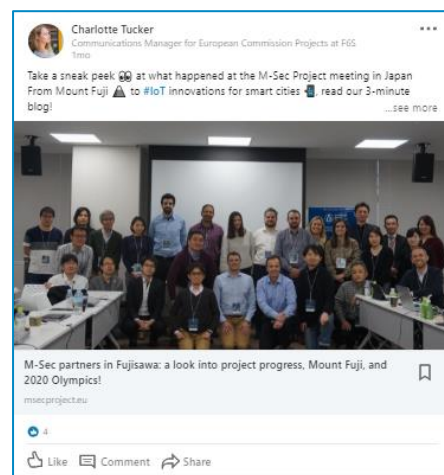 Charlotte Tucker
Communications Manager for European Commission Projects at F6S
1mo
Take a sneak peek 👀 at what happened at the M-Sec Project meeting in Japan
From Mount Fuji 🗻 to #IoT innovations for smart cities 📲, read our 3-minute
blog!
...see more
M-Sec partners in Fujisawa: a look into project progress, Mount Fuji, and
2020 Olympics!
msecproject.eu
4
Like Comment Share